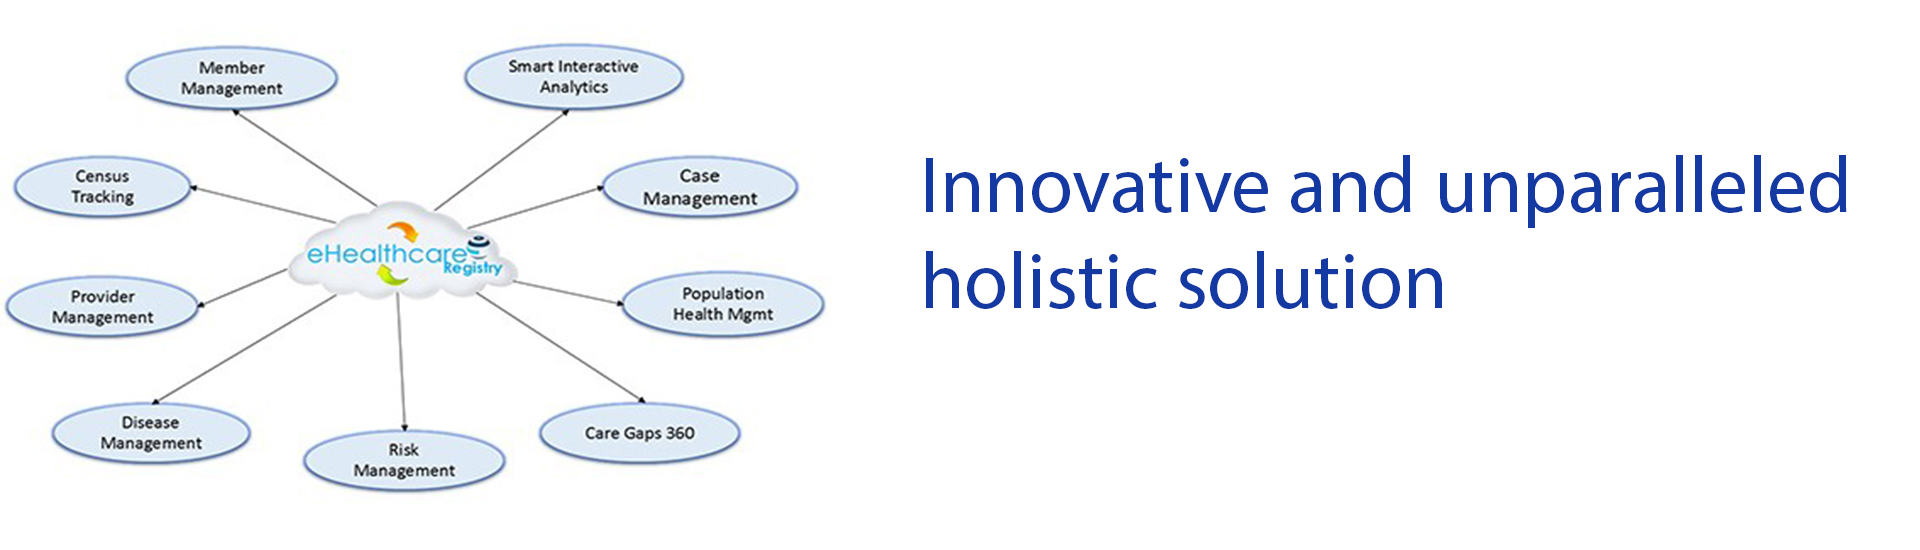 Member
Management
Smart Interactive
Analytics
Census
Tracking
Case
Management
eHealthcare
Registry
Provider
Management
Population
Health Mgmt
Disease
Management
Risk
Management
Care Gaps 360
Innovative and unparalleled
holistic solution